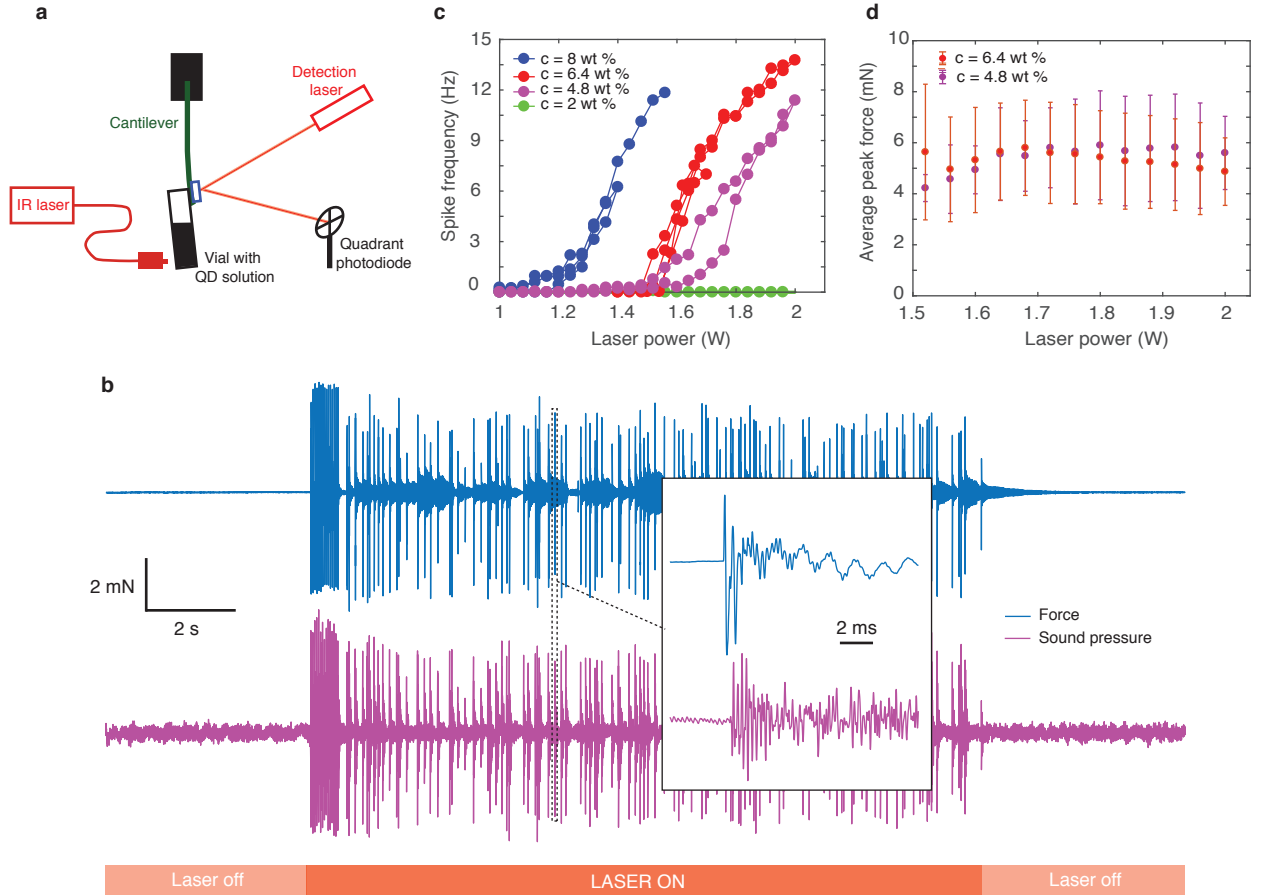 a
Detection
laser
Cantilever
IR laser
Vial with
QD solution
Quadrant
photodiode
c
Spike frequency (Hz)
15
12
9
6
3
0
c = 8 wt %
c = 6.4 wt %
c = 4.8 wt %
c = 2 wt %
1
1.2
1.4
1.6
1.8
2
Laser power (W)
d
Average peak force (mN)
10
8
6
4
2
0
c = 6.4 wt %
c = 4.8 wt %
1.5
1.6
1.7
1.8
1.9
2
Laser power (W)
b
2 mN
2 s
2 ms
Force
Sound pressure
Laser off
LASER ON
Laser off